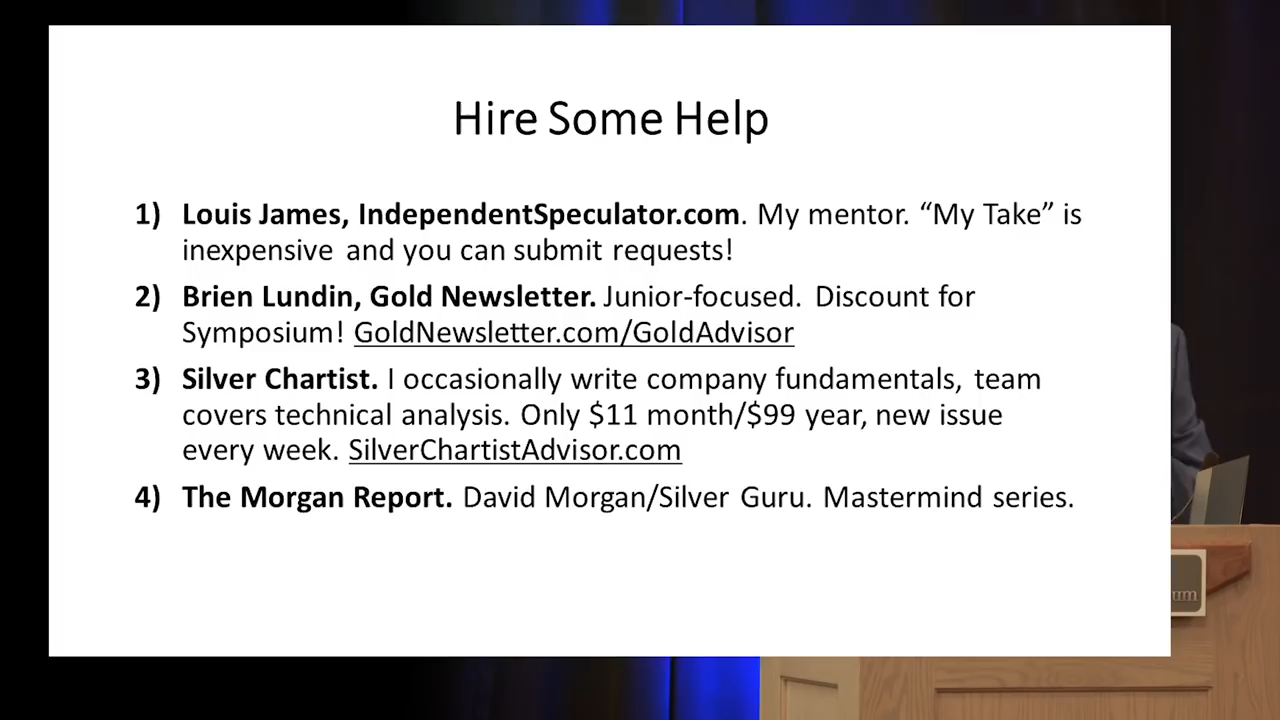 Hire Some Help
1) Louis James, IndependentSpeculator.com. My mentor. “My Take” is
inexpensive and you can submit requests!
2) Brien Lundin, Gold Newsletter. Junior-focused. Discount for
Symposium! GoldNewsletter.com/GoldAdvisor
3) Silver Chartist. I occasionally write company fundamentals, team
covers technical analysis. Only $11 month/$99 year, new issue
every week. SilverChartistAdvisor.com
4) The Morgan Report. David Morgan/Silver Guru. Mastermind series.